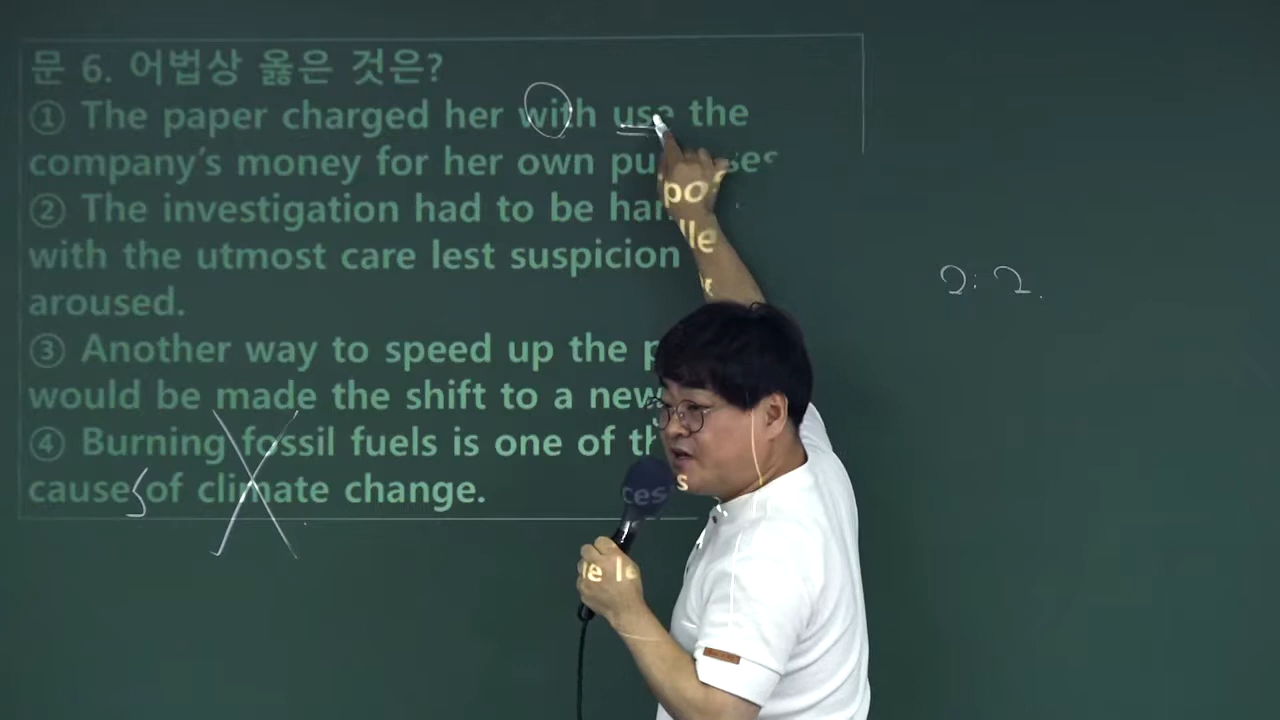 문 6. 어법상 옳은 것은?
① The paper charged her with use the
company's money for her own purposes
② The investigation had to be
with the utmost care lest suspicion
aroused.
③ Another way to speed up the
would be made the shift to a new
④ Burning fossil fuels is one of the
causes of climate change.
2:2.